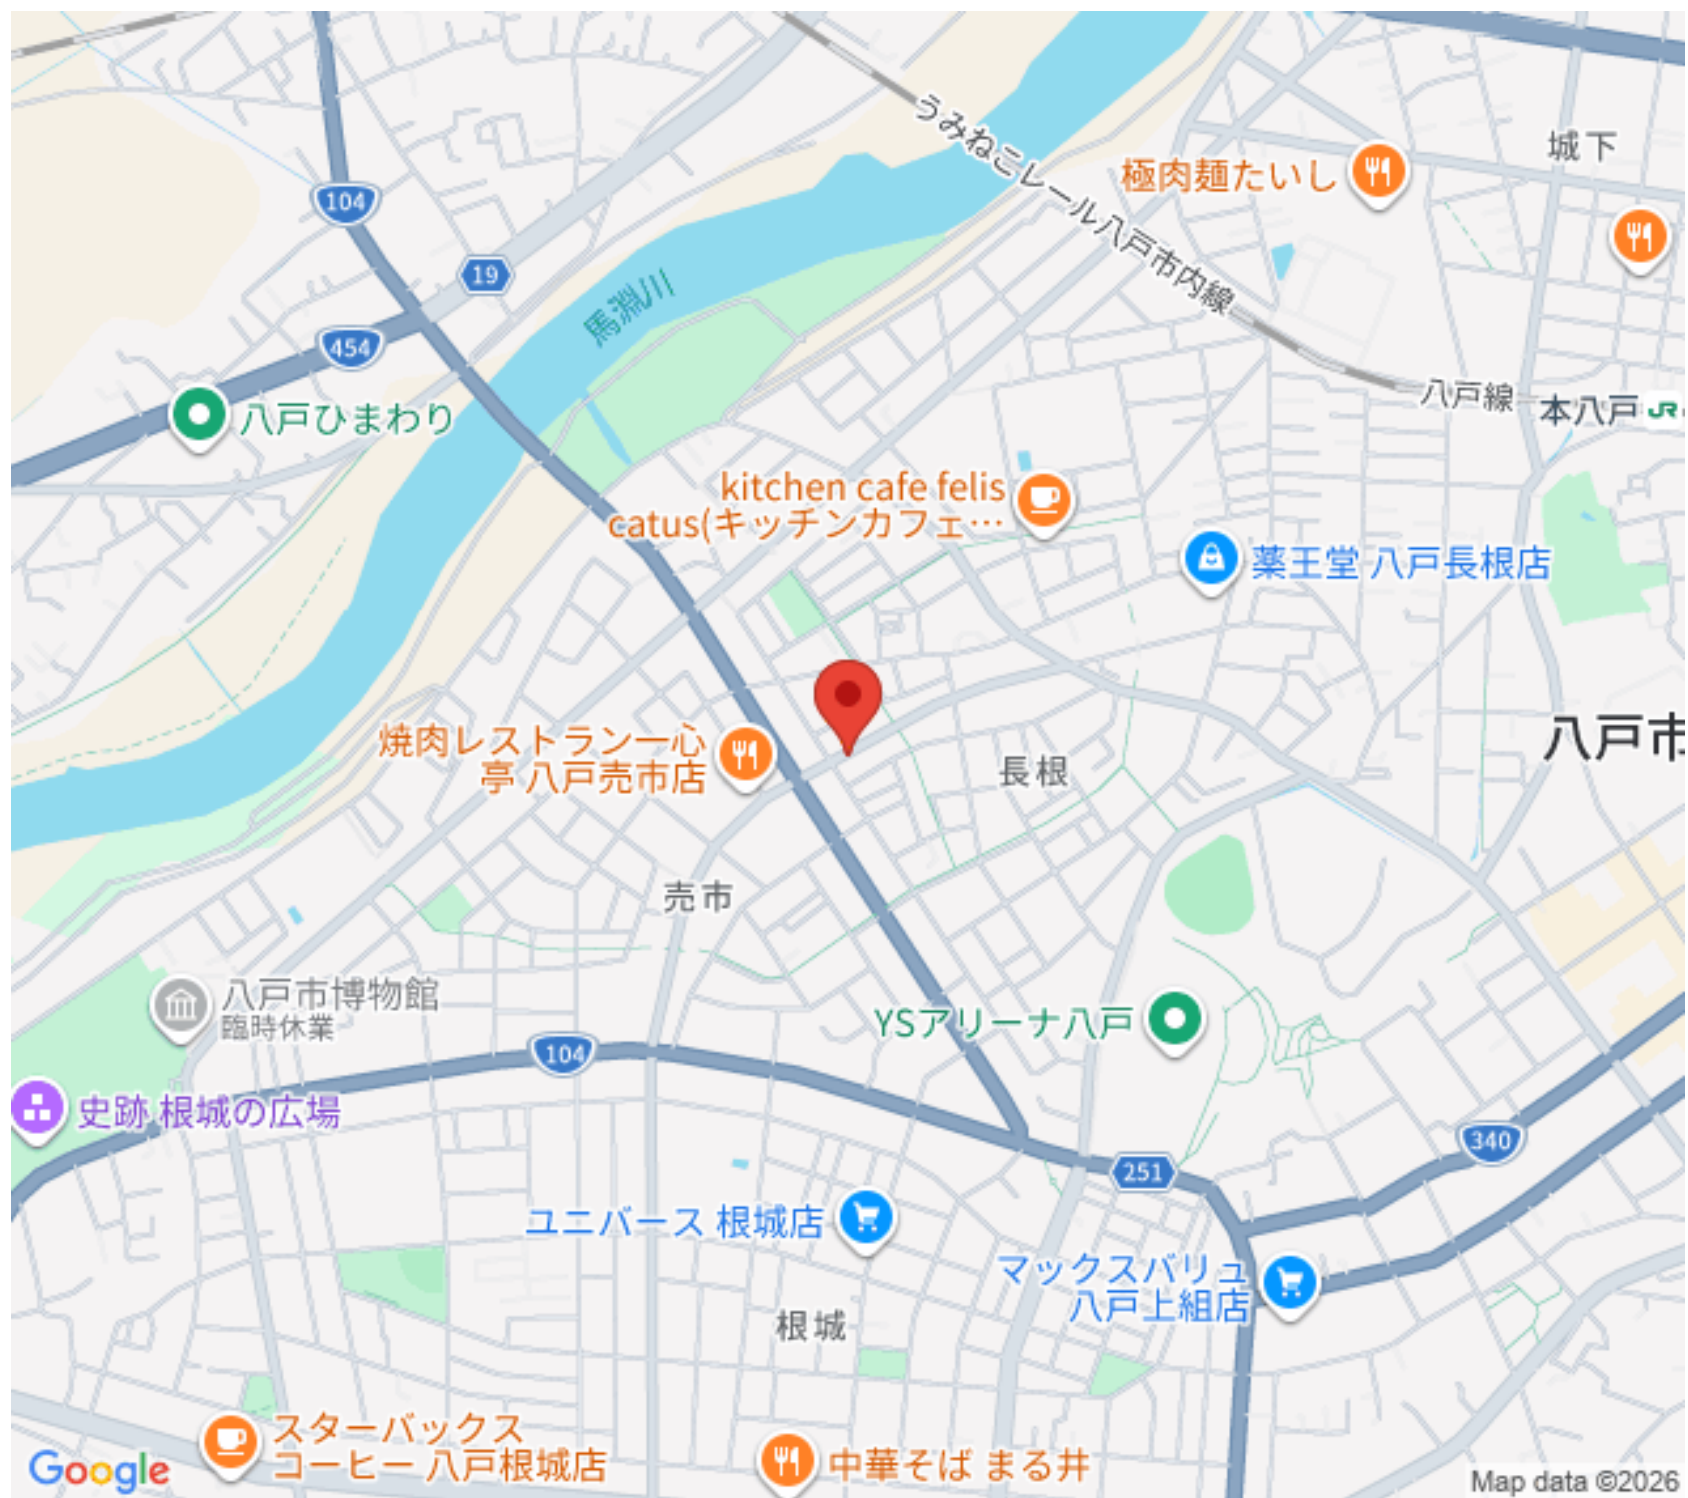 うみねこレール八戸市内線
城下
極肉麺たいし
104
19
馬淵川
454
八戸線
本八戸
JR
八戸ひまわり
kitchen cafe felis
catus(キッチンカフェ…
薬王堂 八戸長根店
八戸市
焼肉レストラン一心
亭 八戸売市店
長根
売市
八戸市博物館
臨時休業
YSアリーナ八戸
104
史跡 根城の広場
340
251
ユニバース 根城店
マックスバリュ
八戸上組店
根城
スターバックス
コーヒー 八戸根城店
中華そば まる井
Google
Map data ©2026